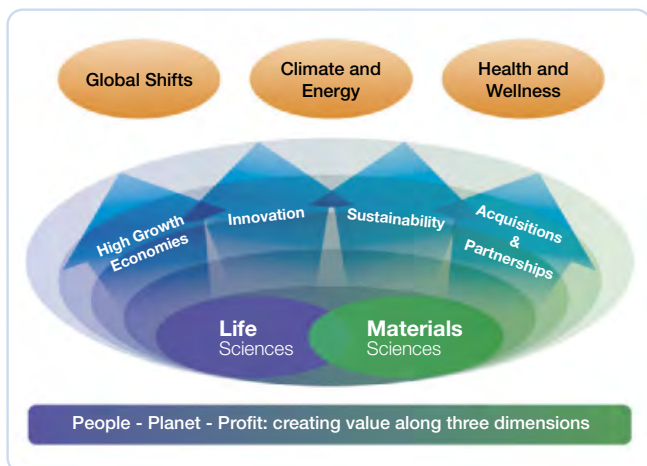 Global Shifts
Climate and
Energy
Health and
Wellness
High Growth
Economies
Innovation
Sustainability
Acquisitions
&
Partnerships
Life
Sciences
Materials
Sciences
People - Planet - Profit: creating value along three dimensions